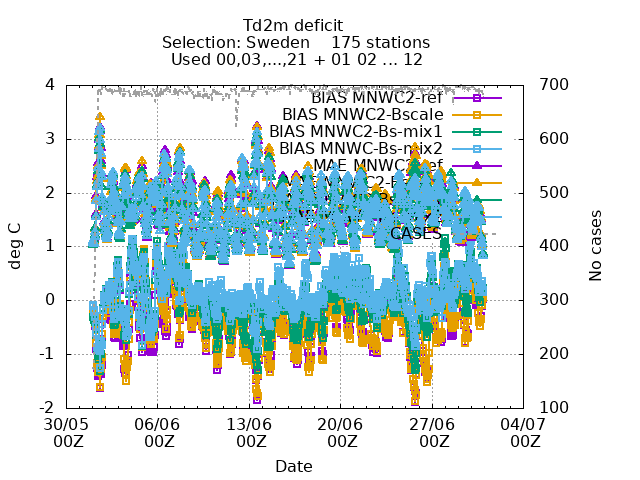 Td2m deficit
Selection: Sweden 175 stations
Used 00,03,...,21 + 01 02 ... 12
4 700
BIAS MNWC2-ref
BIAS MNWC2-Bscale
3 600
BIAS MNWC2-Bs-mix1
BIAS MNWC-Bs-mix2
MAE MNWC2-ref
2 500
CASES
1 400
0 300
-1 200
-2 100
deg C
No cases
30/05 06/06 13/06 20/06 27/06 04/07
00Z 00Z 00Z 00Z 00Z 00Z
Date